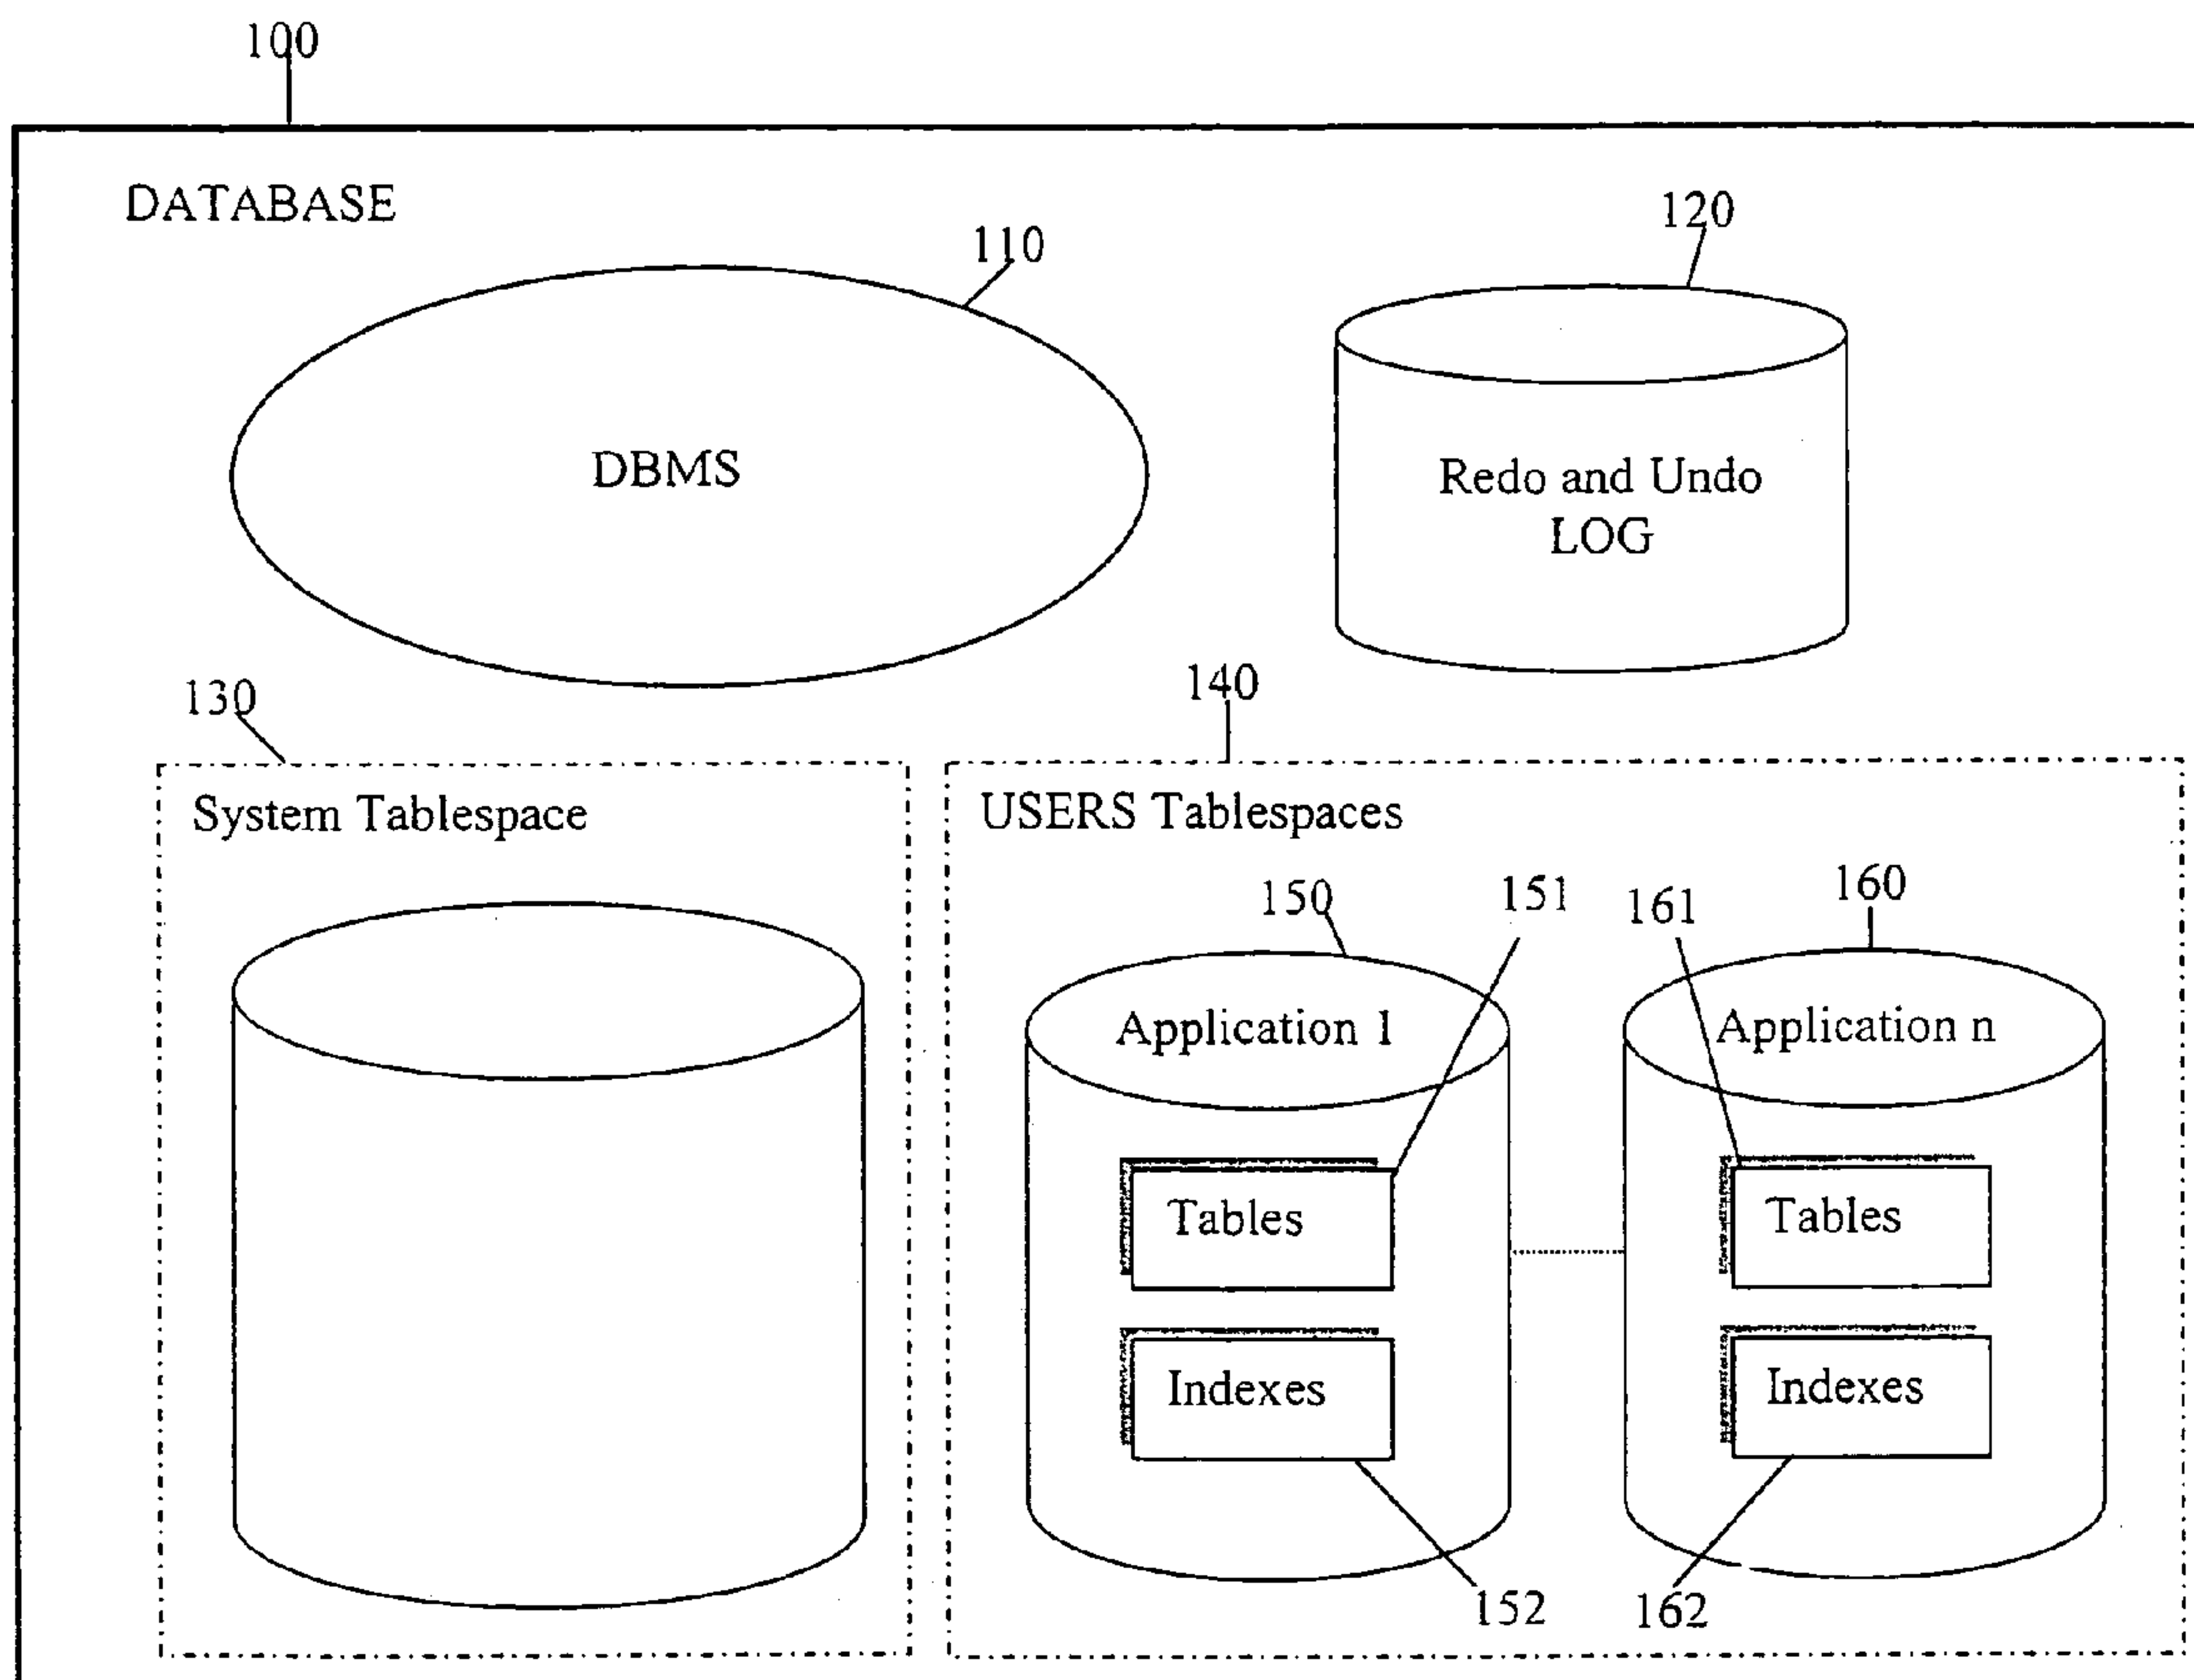 100
DATABASE
110
120
DBMS
Redo and Undo
LOG
130
140
System Tablespace
USERS Tablespaces
150
151
161
160
Application 1
Application n
Tables
Tables
Indexes
Indexes
152
162